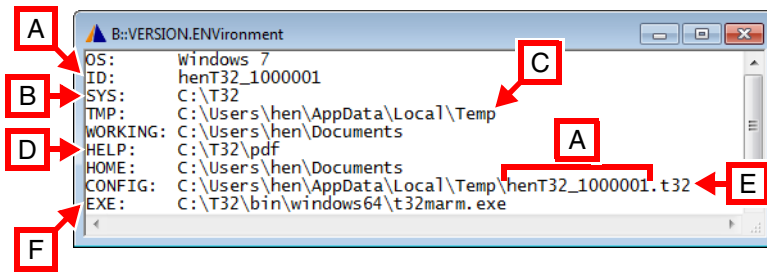 A
B::VERSION.ENVironment
OS: Windows 7
ID: henT32_1000001
C
B
SYS: C:\T32
TMP: C:\Users\hen\AppData\Local\Temp
WORKING: C:\Users\hen\Documents
A
D
HELP: C:\T32\pdf
HOME: C:\Users\hen\Documents
CONFIG: C:\Users\hen\AppData\Local\Temp\henT32_1000001.t32
E
EXE: C:\T32\bin\windows64\t32marm.exe
F